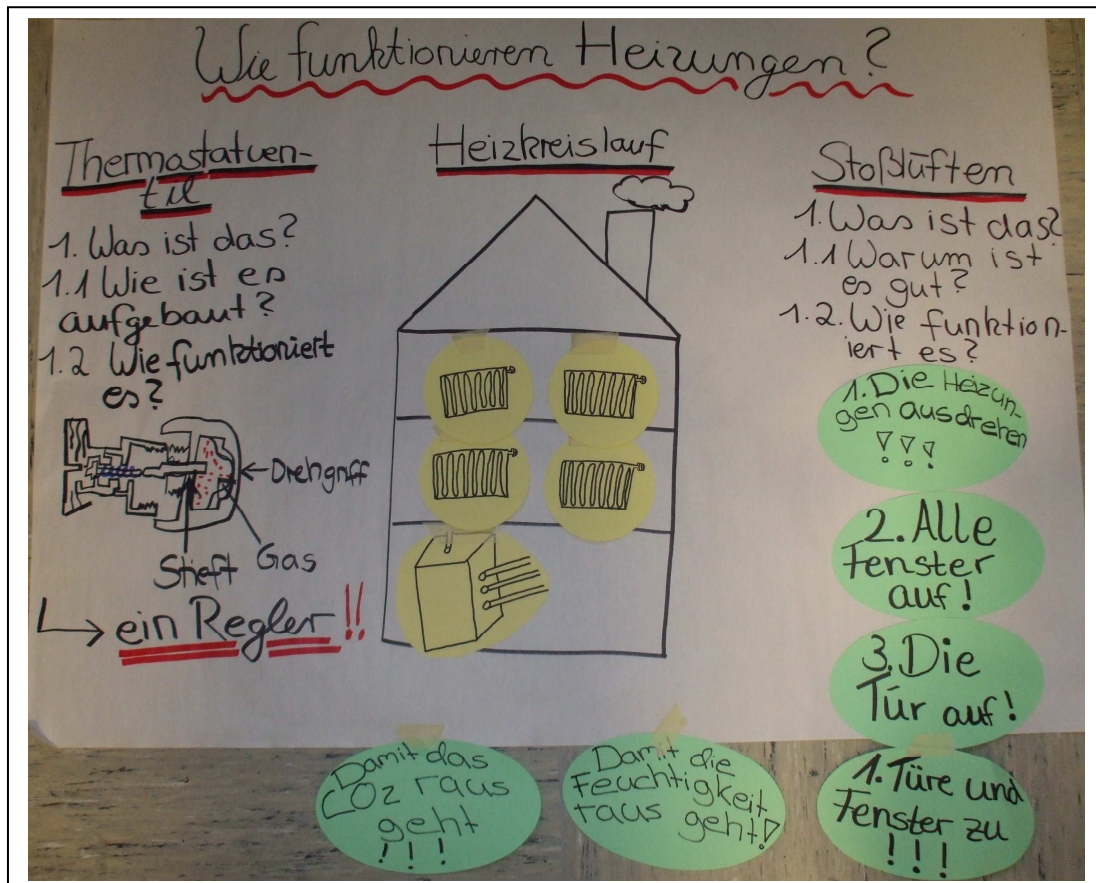 Wie funktionieren Heizungen?
Thermostatven-
til
1. Was ist das?
1.1 Wie ist es
aufgebaut?
1.2 Wie funktioniert
es?
Drehgriff
Gas
Stieft
ein Regler!!
Heizkreislauf
Stoßlüften
1. Was ist das?
1.1 Warum ist
es gut?
1.2. Wie funktion-
iert es?
1. Die Heizun-
gen ausdrehen
!!!
2. Alle
Fenster
auf!
3. Die
Tür auf!
1. Türe und
Fenster zu
!!!
Damit das
CO2 raus
geht
!!!
Damit die
Feuchtigkeit
raus geht!